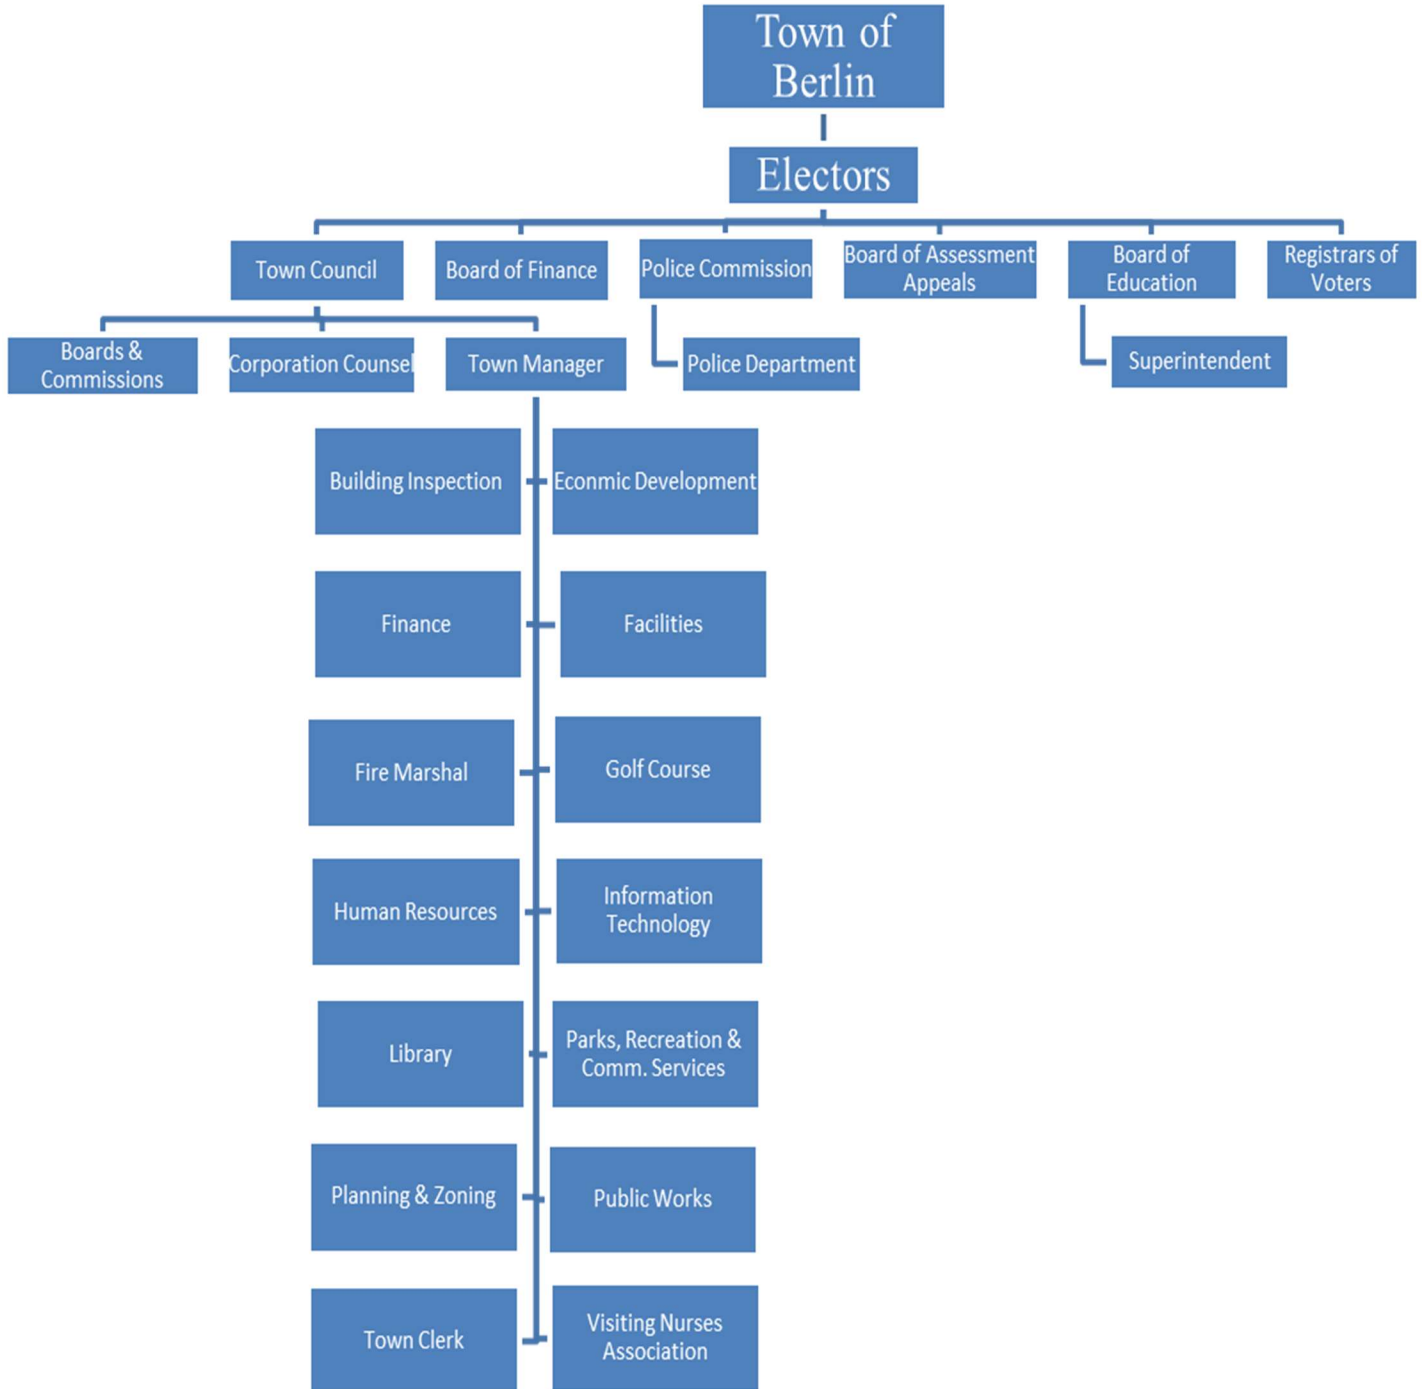 Town of
Berlin
Electors
Town Council
Board of Finance
Police Commission
Board of Assessment
Appeals
Board of
Education
Registrars of
Voters
Boards &
Commissions
Corporation Counsel
Town Manager
Police Department
Superintendent
Building Inspection
Econmic Development
Finance
Facilities
Fire Marshal
Golf Course
Human Resources
Information
Technology
Library
Parks, Recreation &
Comm. Services
Planning & Zoning
Public Works
Town Clerk
Visiting Nurses
Association